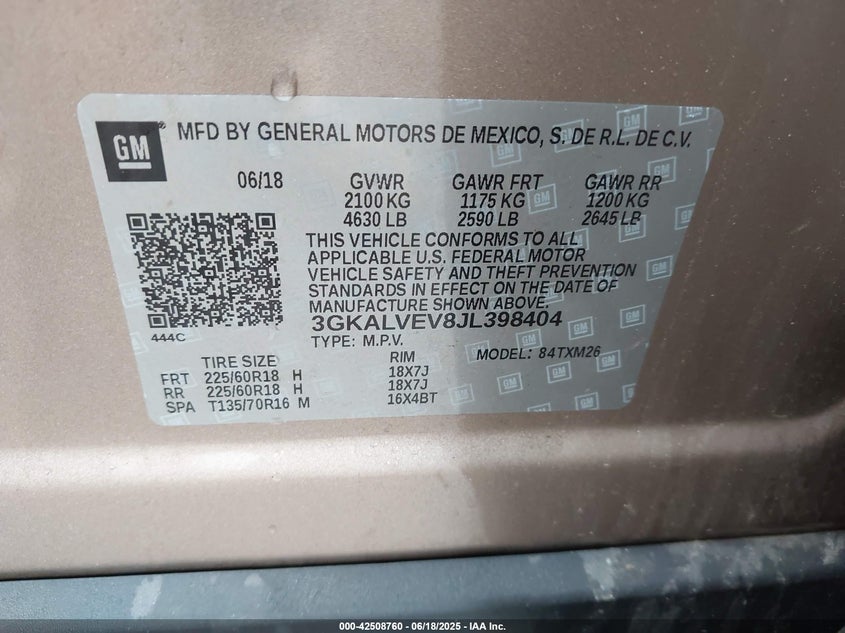 GM ® MFD BY GENERAL MOTORS DE MEXICO, S. DE R.L. DE C.V.
06/18 GVWR GAWR FRT GAWR RR
2100 KG 1175 KG 1200 KG
4630 LB 2590 LB 2645 LB
THIS VEHICLE CONFORMS TO ALL
APPLICABLE U.S. FEDERAL MOTOR
VEHICLE SAFETY AND THEFT PREVENTION
STANDARDS IN EFFECT ON THE DATE OF
MANUFACTURE SHOWN ABOVE.
444C 3GKALVEV8JL398404
TYPE: M.P.V. MODEL: 84TXM26
TIRE SIZE RIM
FRT 225/60R18 H 18X7J
RR 225/60R18 H 18X7J
SPA T135/70R16 M 16X4BT
000-42508760 - 06/18/2025 - IAA Inc.